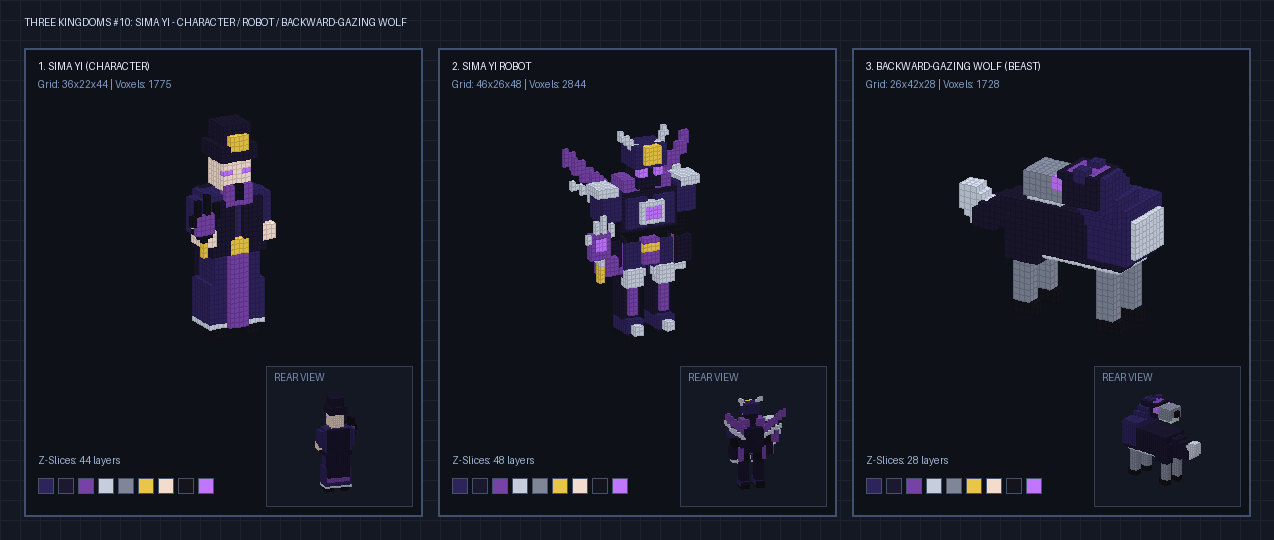 THREE KINGDOMS #10: SIMA YI - CHARACTER / ROBOT / BACKWARD-GAZING WOLF
1. SIMA YI (CHARACTER)
Grid: 36x22x44 | Voxels: 1775
REAR VIEW
Z-Slices: 44 layers
2. SIMA YI ROBOT
Grid: 46x26x48 | Voxels: 2844
REAR VIEW
Z-Slices: 48 layers
3. BACKWARD-GAZING WOLF (BEAST)
Grid: 26x42x28 | Voxels: 1728
REAR VIEW
Z-Slices: 28 layers